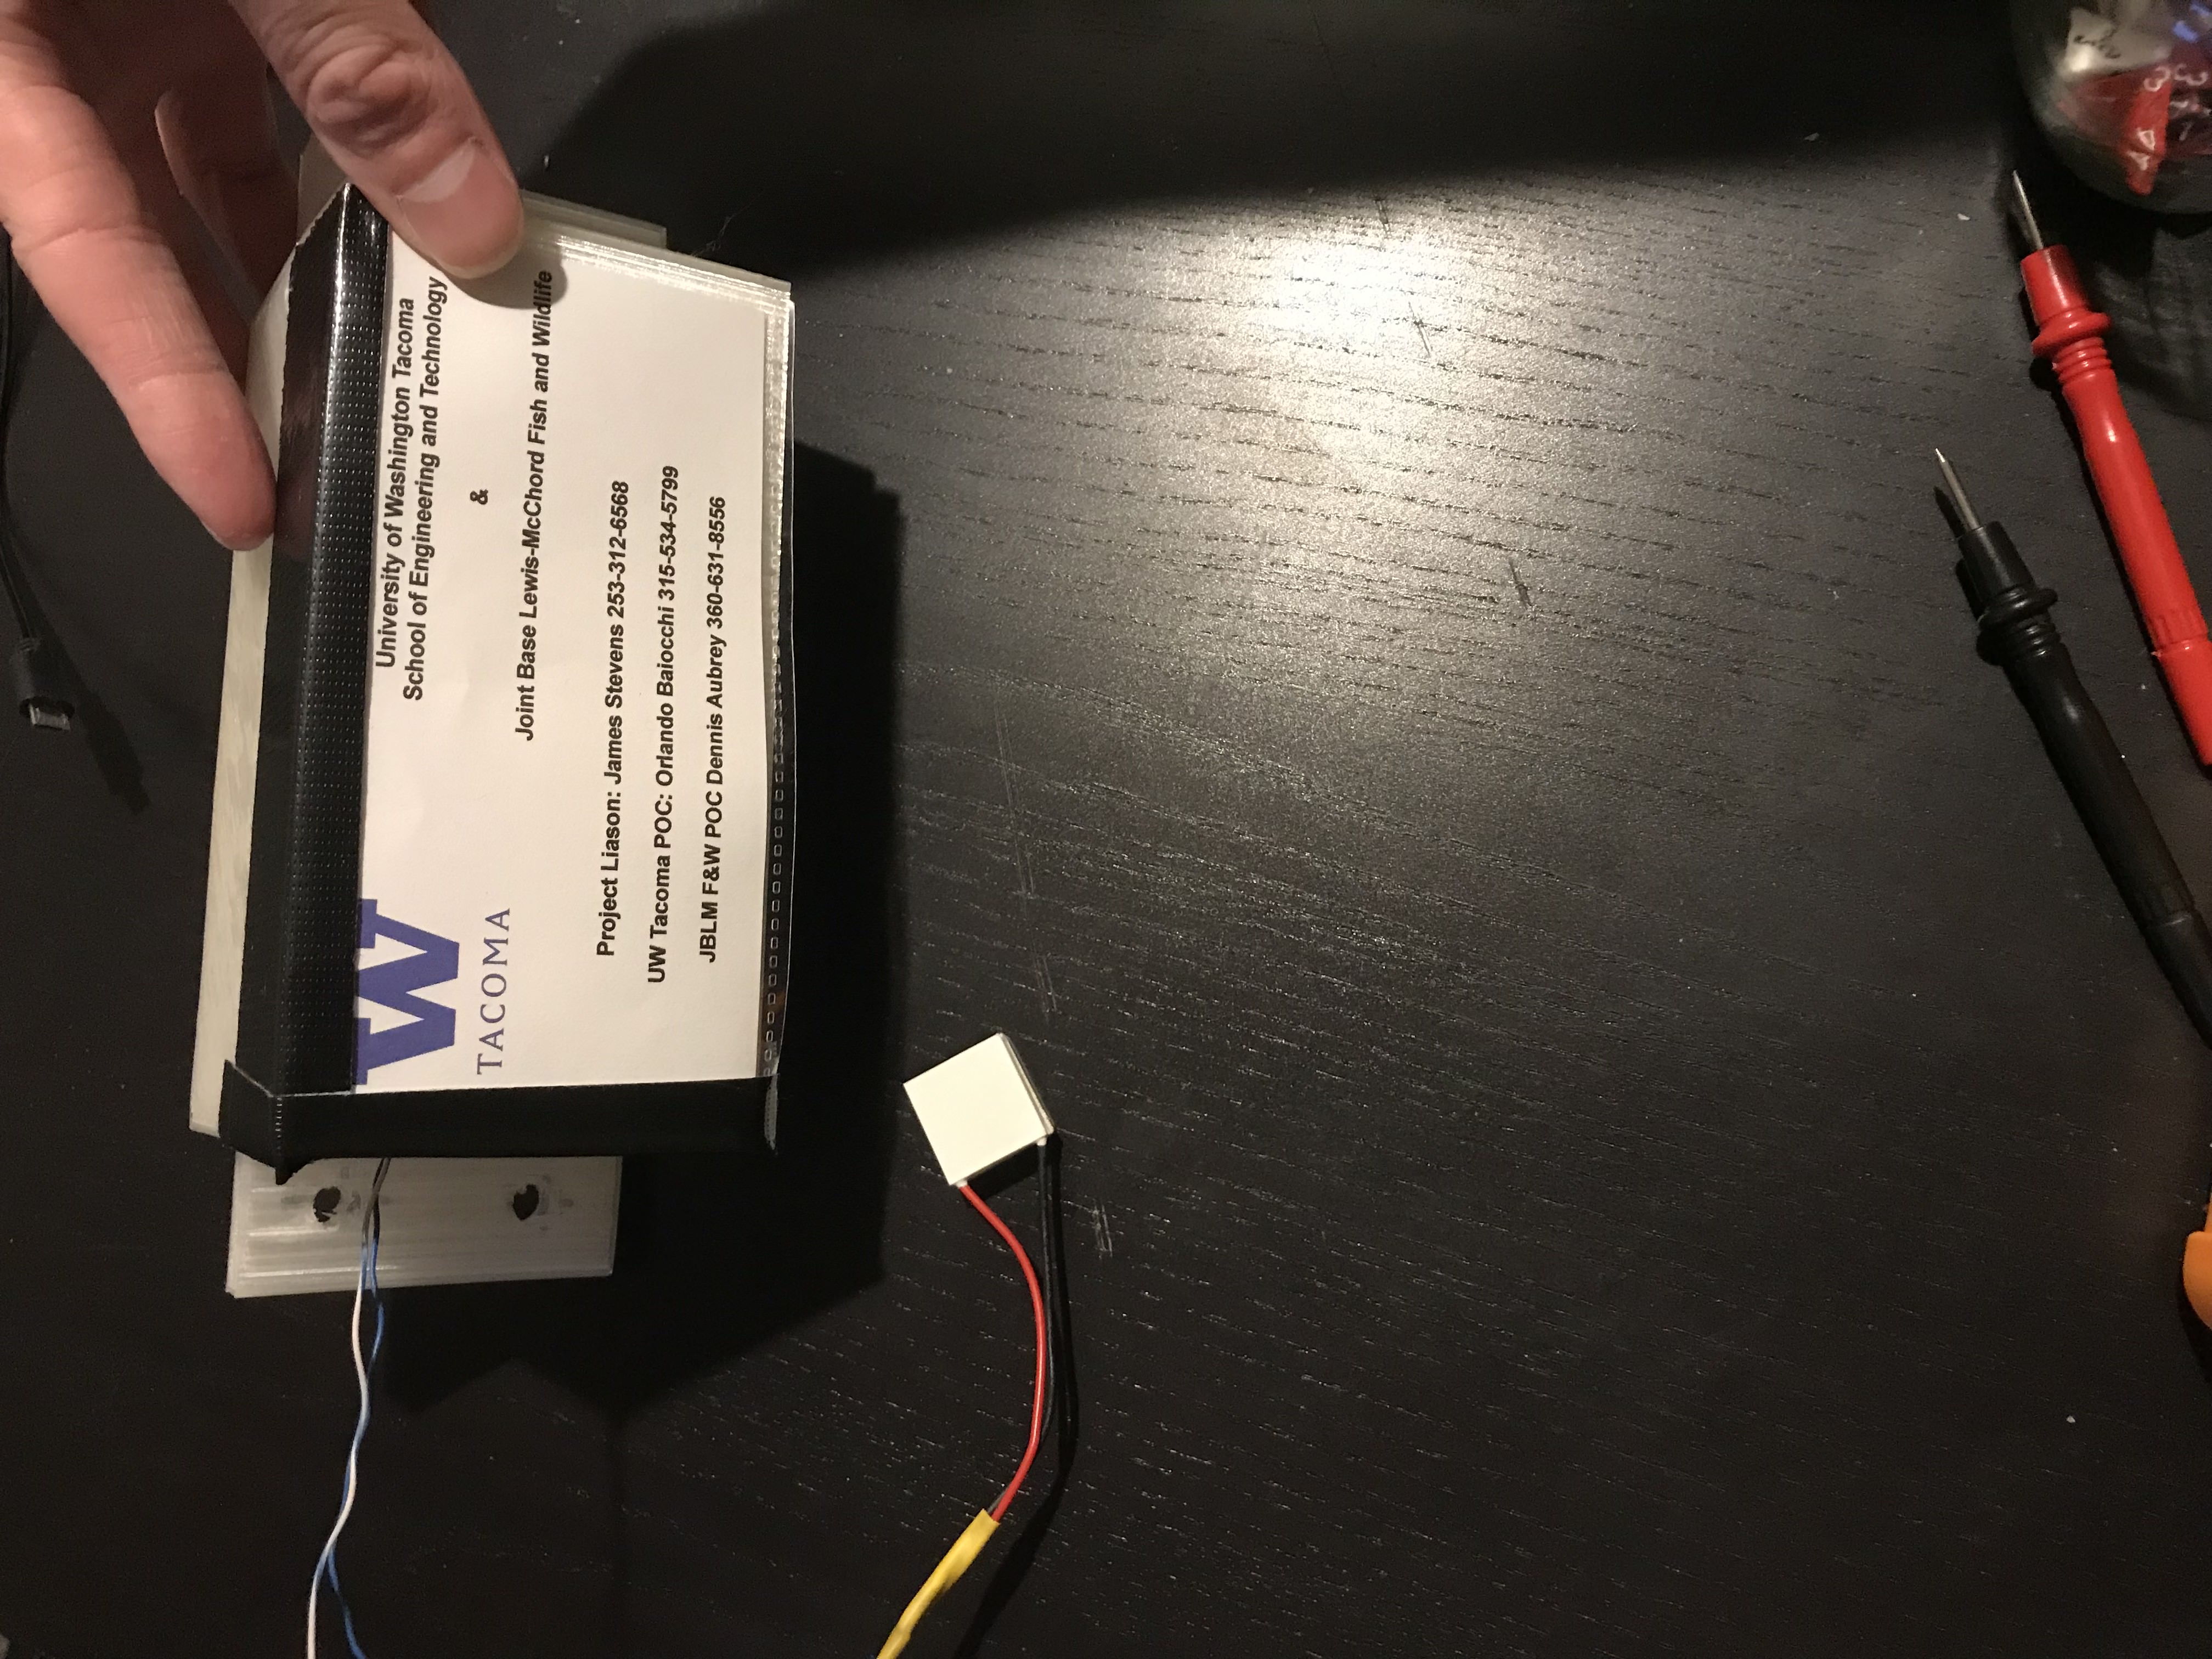 W
TACOMA
University of Washington Tacoma
School of Engineering and Technology
&
Joint Base Lewis-McChord Fish and Wildlife
Project Liason: James Stevens 253-312-6568
UW Tacoma POC: Orlando Baiocchi 315-534-5799
JBLM F&W POC Dennis Aubrey 360-631-8556